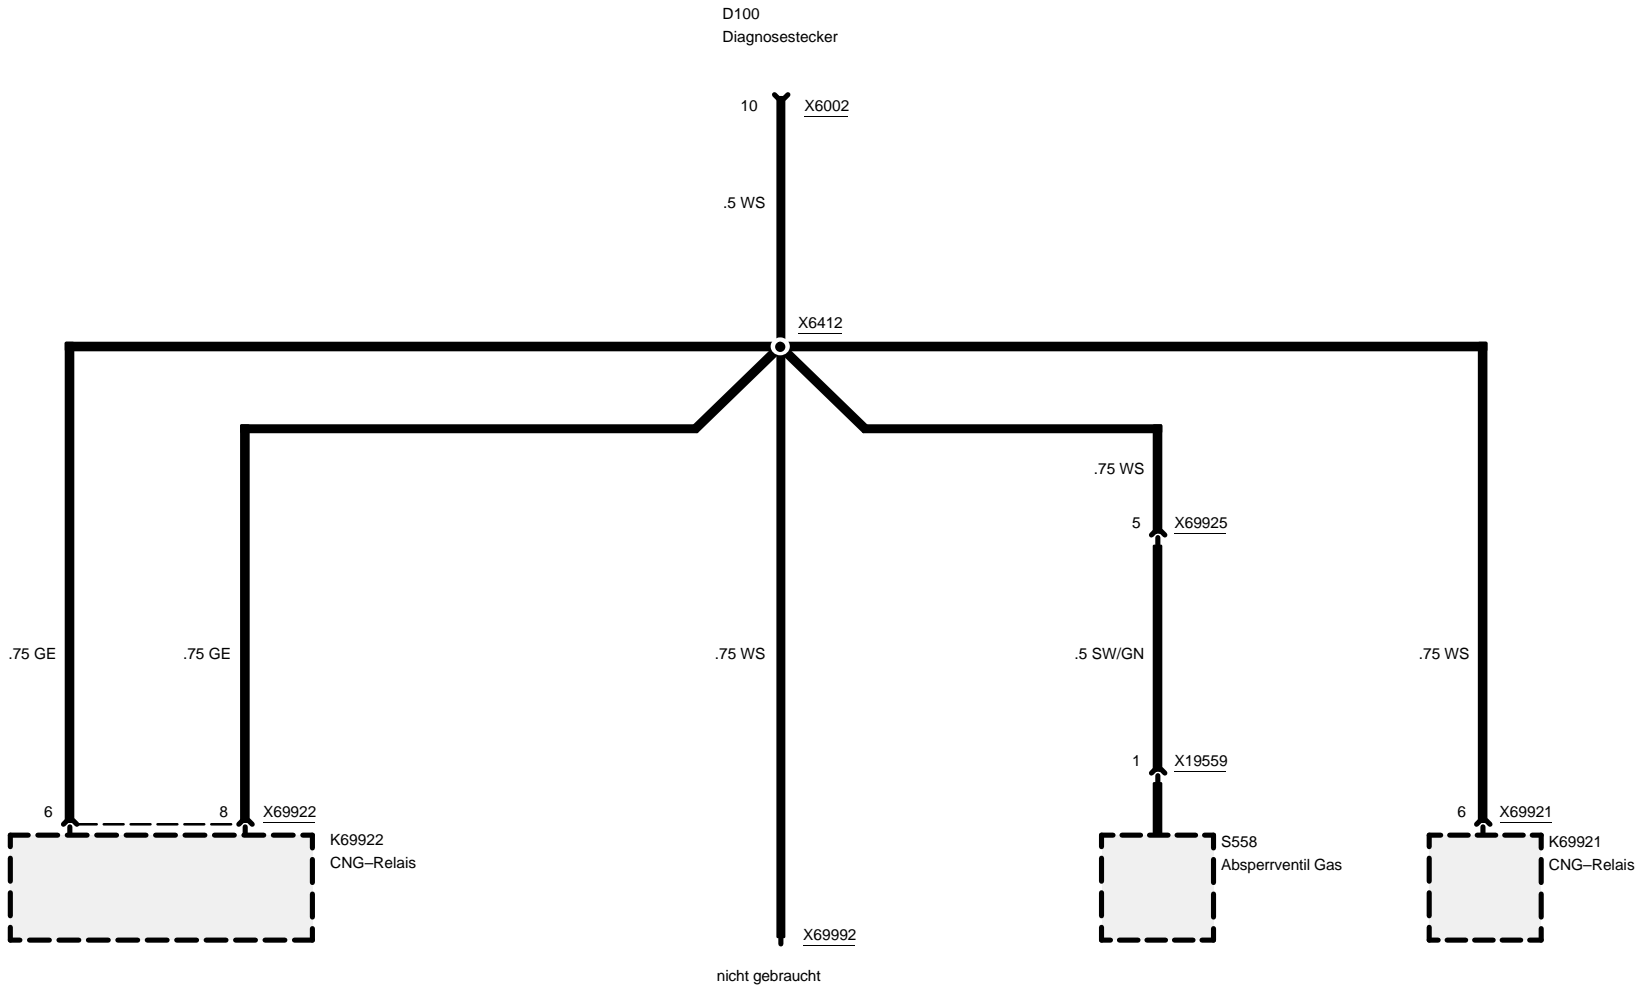 D100
Diagnosestecker
10 X6002
.5 WS
X6412
.75 WS
5 X69925
.75 GE .75 GE .75 WS .5 SW/GN .75 WS
1 X19559
6 8 X69922 6 X69921
K69922
CNG–Relais
S558
Absperrventil Gas
K69921
CNG–Relais
X69992
nicht gebraucht